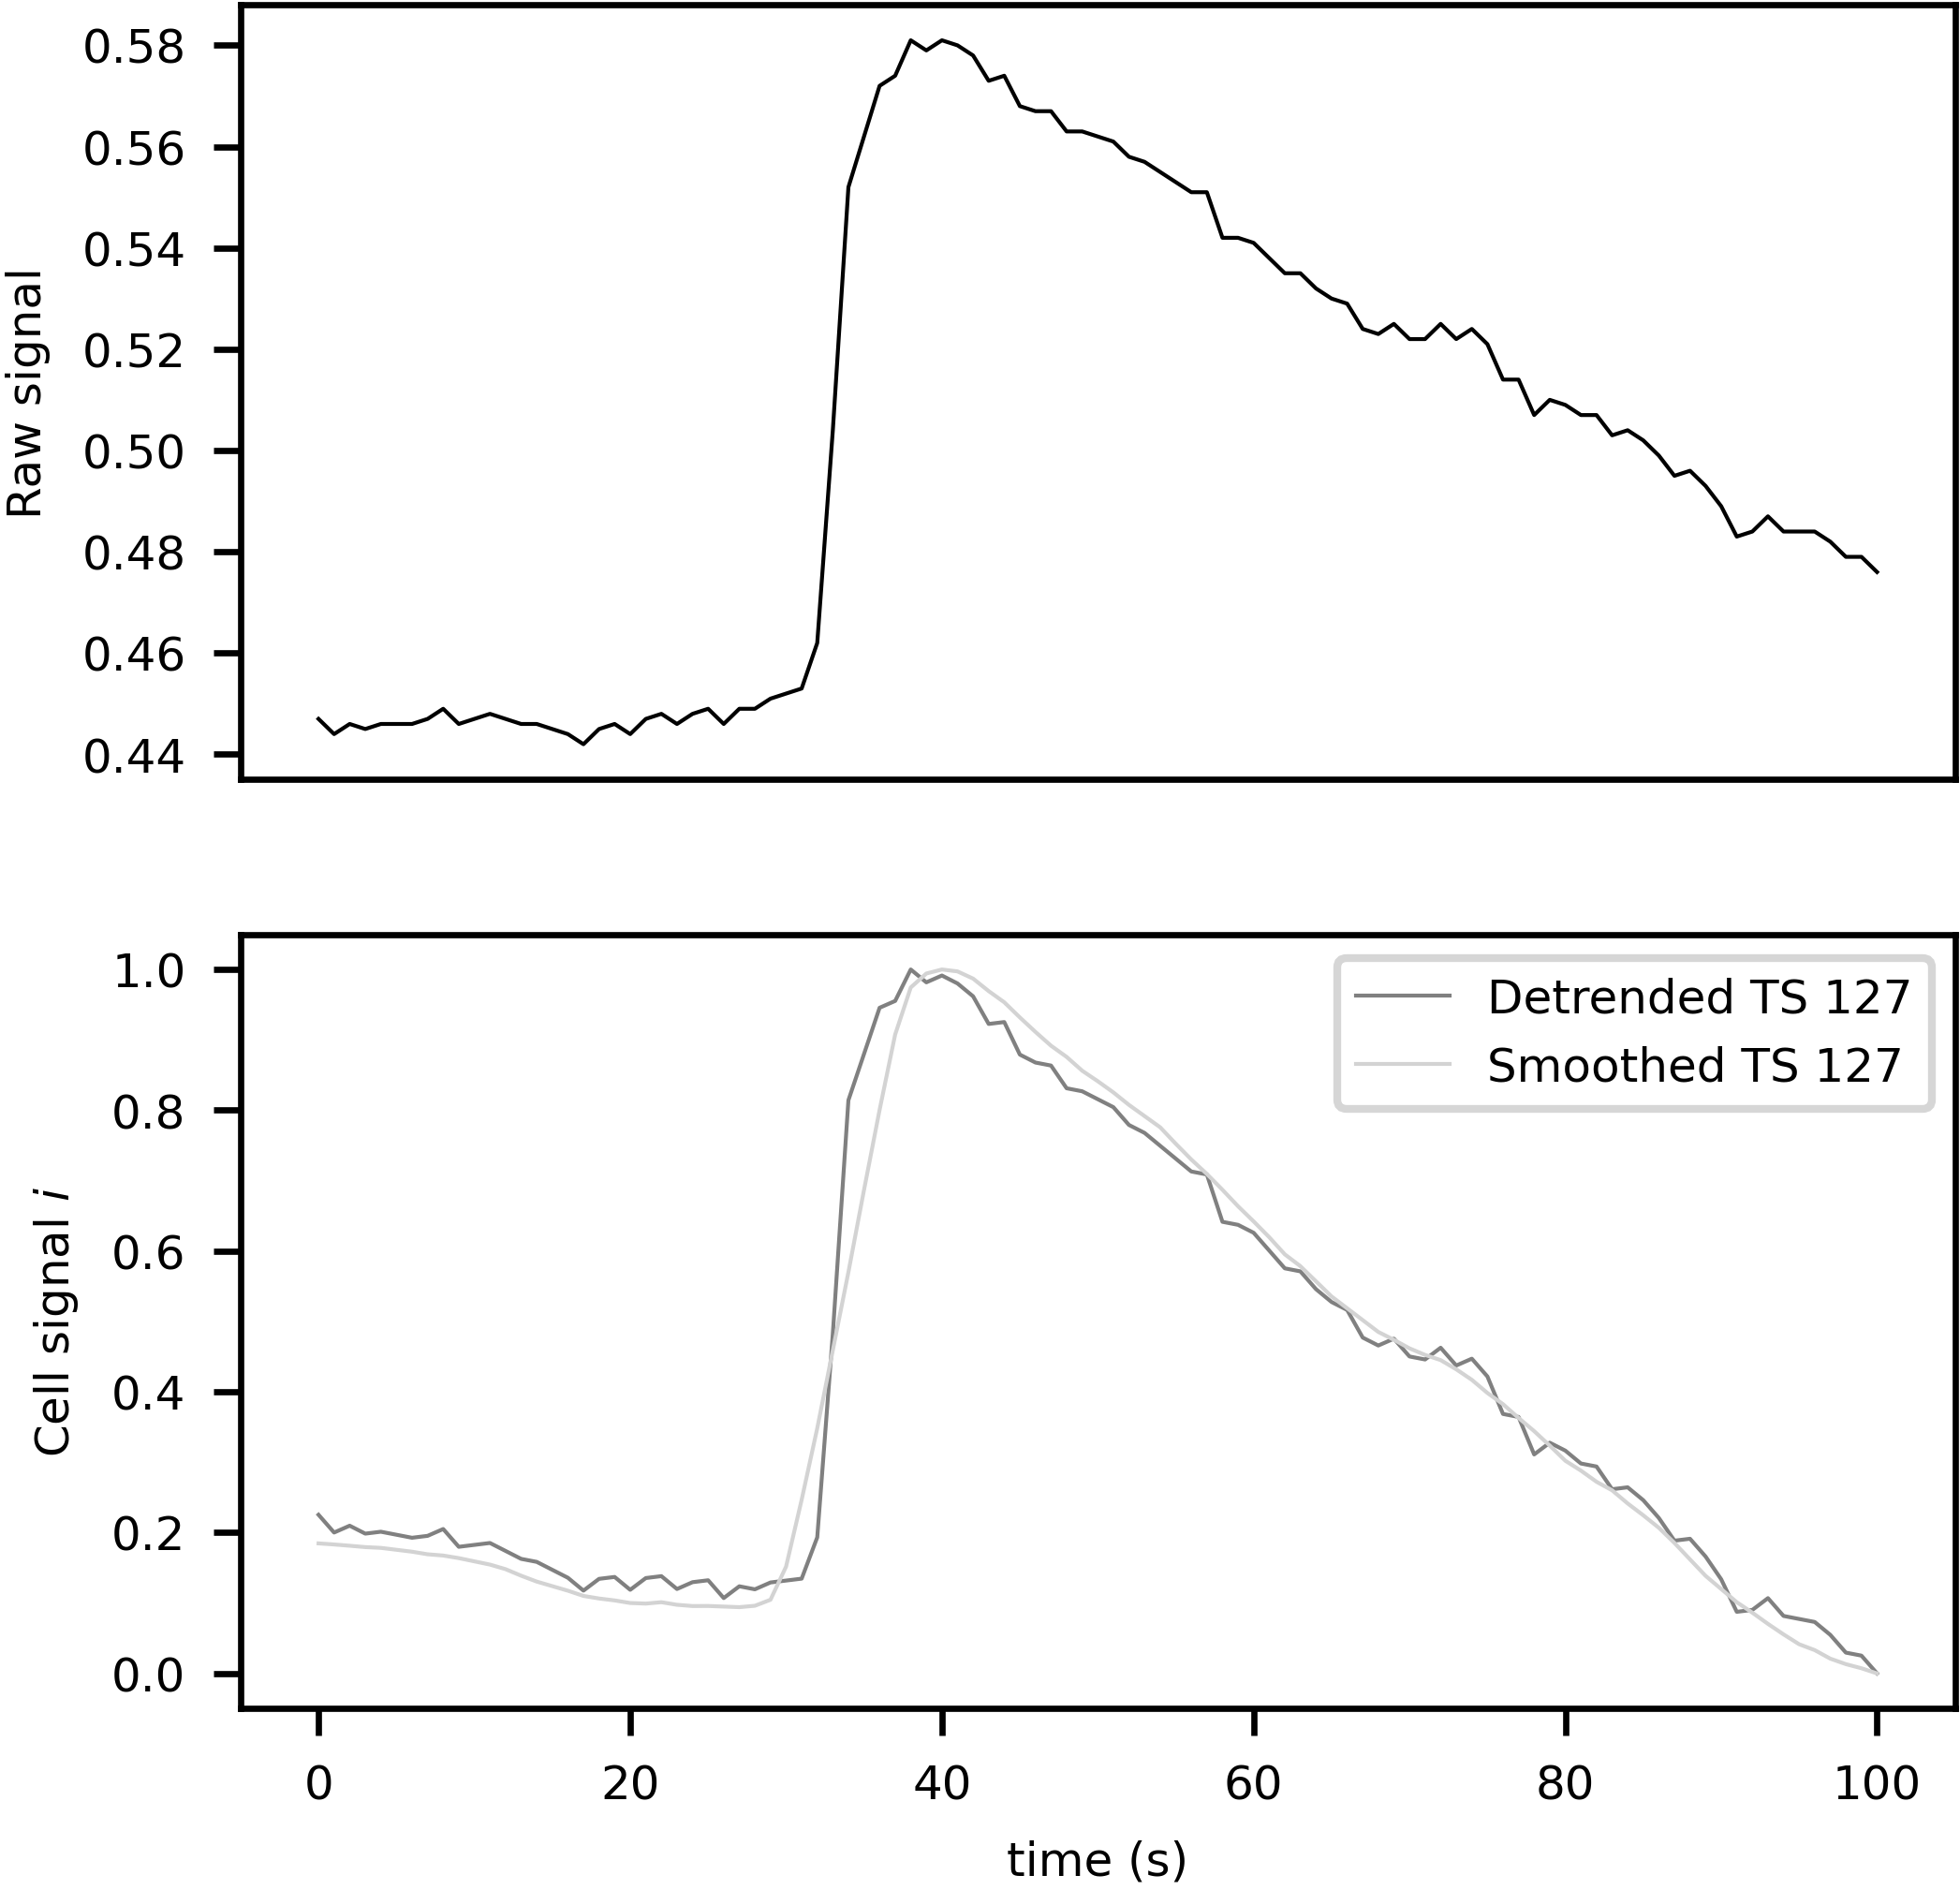 0.58
0.56
0.54
0.52
0.50
0.48
0.46
0.44
Raw signal
1.0
0.8
0.6
0.4
0.2
0.0
Cell signal i
Detrended TS 127
Smoothed TS 127
0 20 40 60 80 100
time (s)